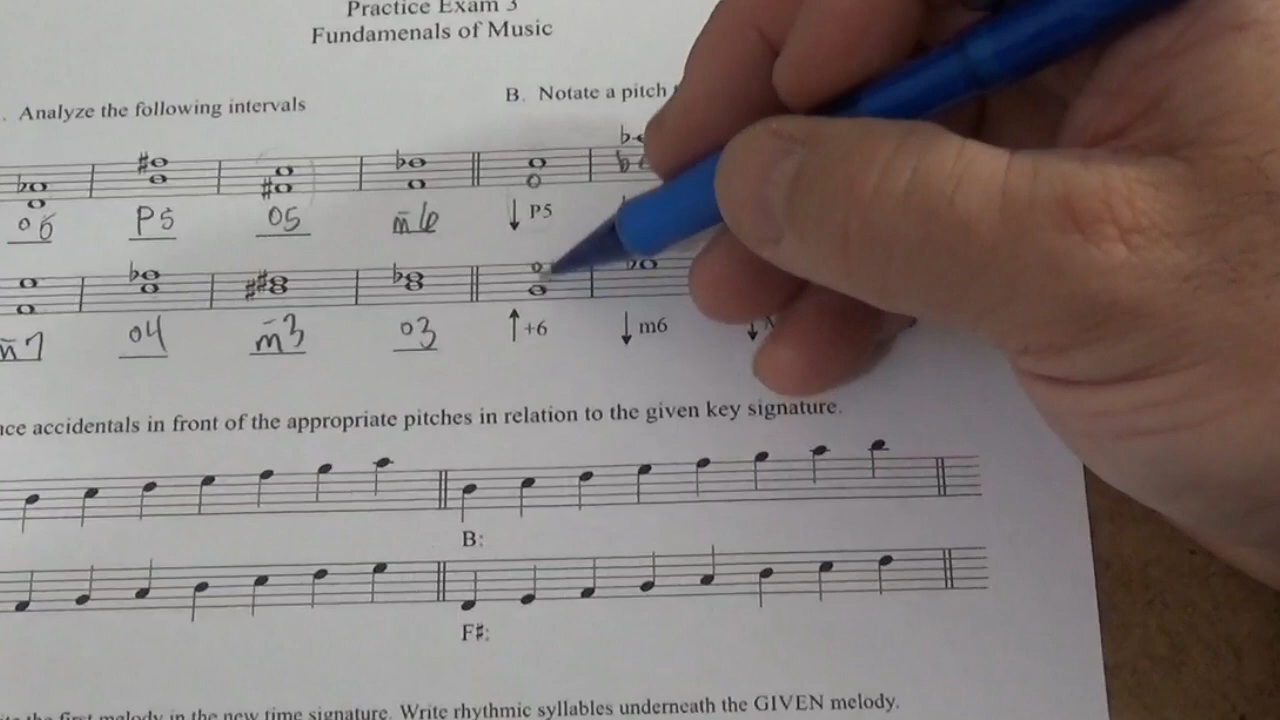 Practice Exam 3
Fundamenals of Music
. Analyze the following intervals
B. Notate a pitch
o5 P5 o5 m6 P5
m7 o4 m3 o3 +6 m6
accidentals in front of the appropriate pitches in relation to the given key signature.
B:
F#:
the first melody in the new time signature. Write rhythmic syllables underneath the GIVEN melody.